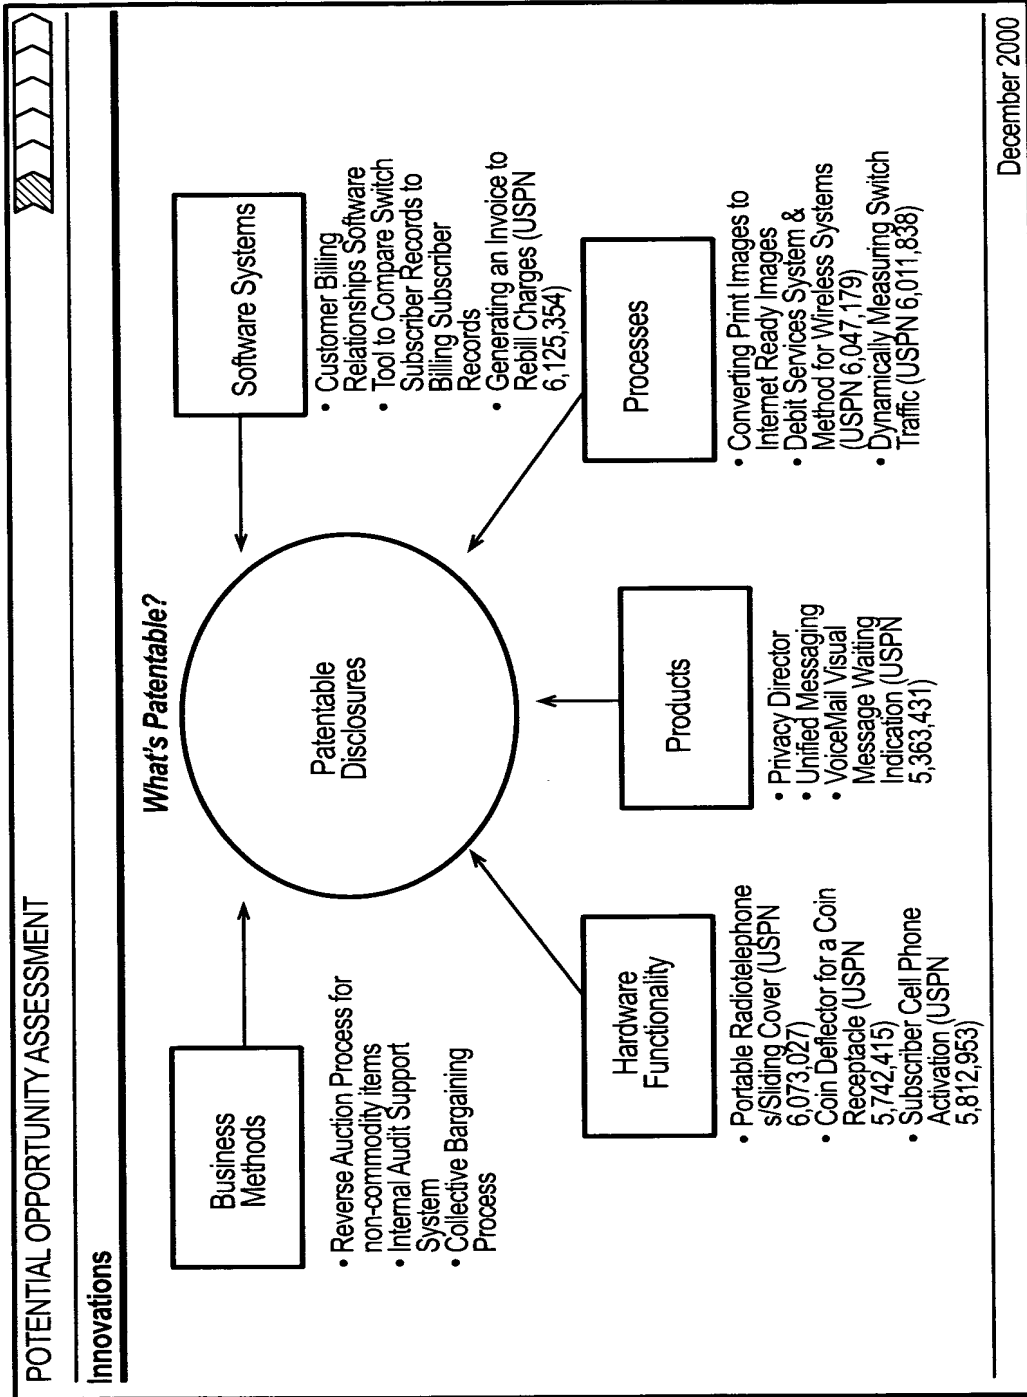 POTENTIAL OPPORTUNITY ASSESSMENT
Innovations
What's Patentable?
Business
Methods
• Reverse Auction Process for
non-commodity items
• Internal Audit Support
System
• Collective Bargaining
Process
Patentable
Disclosures
Software Systems
• Customer Billing
Relationships Software
• Tool to Compare Switch
Subscriber Records to
Billing Subscriber
Records
• Generating an Invoice to
Rebill Charges (USPN
6,125,354)
Hardware
Functionality
• Portable Radiotelephone
s/Sliding Cover (USPN
6,073,027)
• Coin Deflector for a Coin
Receptacle (USPN
5,742,415)
• Subscriber Cell Phone
Activation (USPN
5,812,953)
Products
• Privacy Director
• Unified Messaging
• VoiceMail Visual
Message Waiting
Indication (USPN
5,363,431)
Processes
• Converting Print Images to
Internet Ready Images
• Debit Services System &
Method for Wireless Systems
(USPN 6,047,179)
• Dynamically Measuring Switch
Traffic (USPN 6,011,838)
December 2000